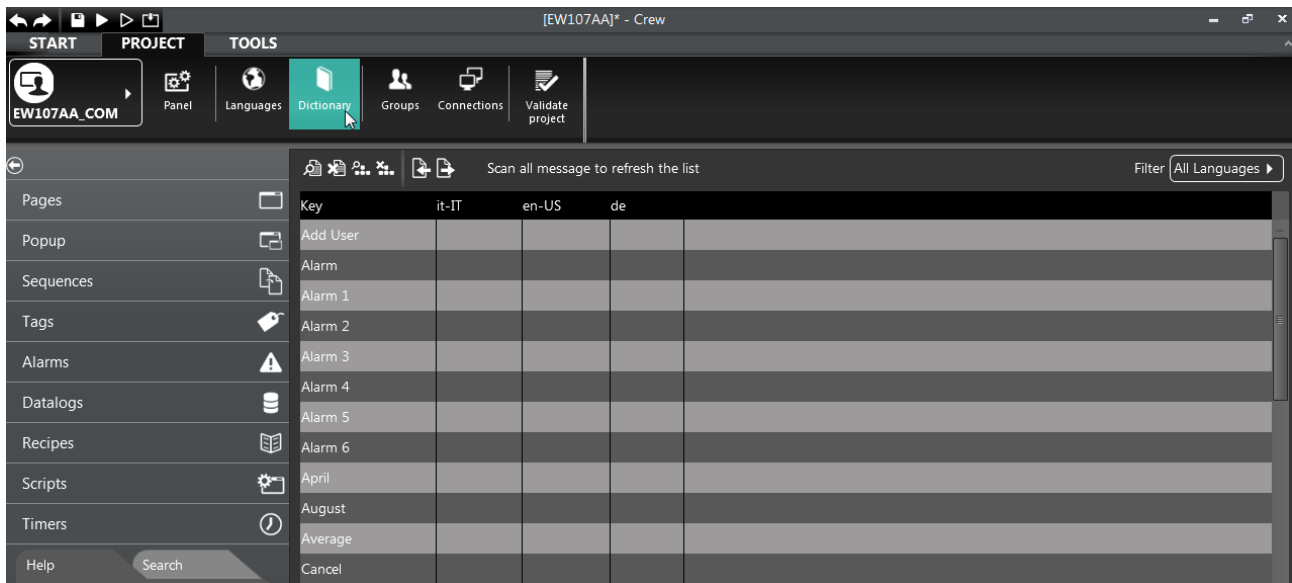 [EW107AA]* - Crew
START PROJECT TOOLS
EW107AA_COM
Panel
Languages
Dictionary
Groups
Connections
Validate
project
Scan all message to refresh the list
Filter All Languages
Pages
Popup
Sequences
Tags
Alarms
Datalogs
Recipes
Scripts
Timers
Help Search
Key it-IT en-US de
Add User
Alarm
Alarm 1
Alarm 2
Alarm 3
Alarm 4
Alarm 5
Alarm 6
April
August
Average
Cancel